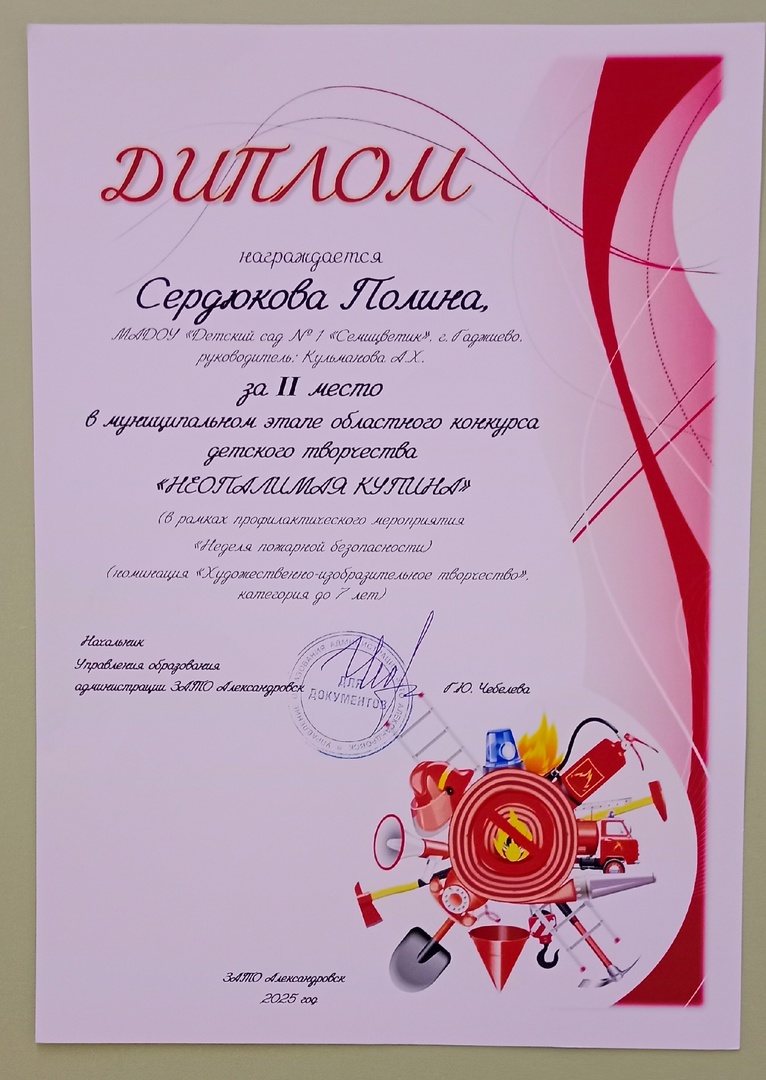 ДИПЛОМ
награждается
Сердюкова Полина,
МАДОУ «Детский сад № 1 «Семицветик», г. Гаджиево,
руководитель: Кульманова А.Х.
за II место
в муниципальном этапе областного конкурса
детского творчества
«НЕОПАЛИМАЯ КУПИНА»
(в рамках профилактического мероприятия
«Неделя пожарной безопасности)
(номинация «Художественно-изобразительное творчество»,
категория до 7 лет)
Начальник
Управления образования
администрации ЗАТО Александровск
Г.Ю. Чебелева
ДЛЯ
ДОКУМЕНТОВ
ЗАТО Александровск
2025 год